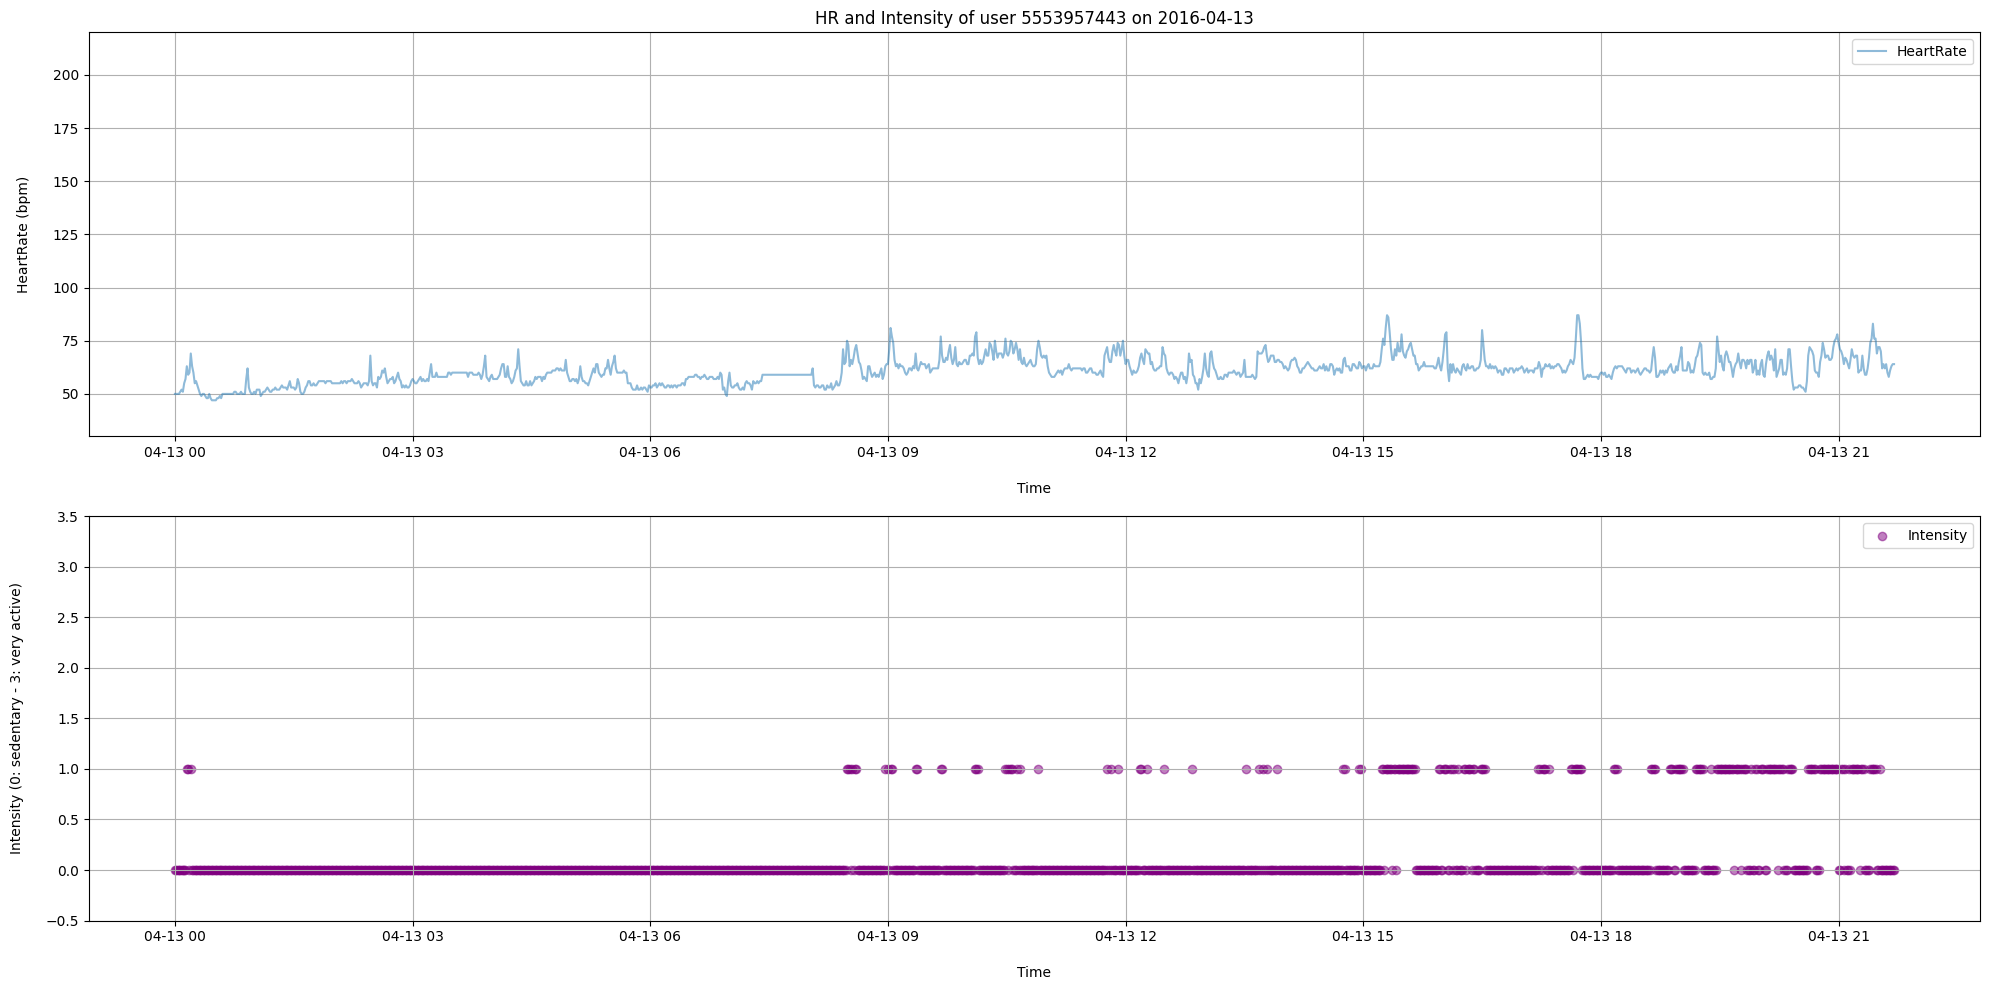 HR and Intensity of user 5553957443 on 2016-04-13
HeartRate
200
175
150
125
100
75
50
HeartRate (bpm)
04-13 00 04-13 03 04-13 06 04-13 09 04-13 12 04-13 15 04-13 18 04-13 21
Time
Intensity
3.5
3.0
2.5
2.0
1.5
1.0
0.5
0.0
−0.5
Intensity (0: sedentary - 3: very active)
04-13 00 04-13 03 04-13 06 04-13 09 04-13 12 04-13 15 04-13 18 04-13 21
Time